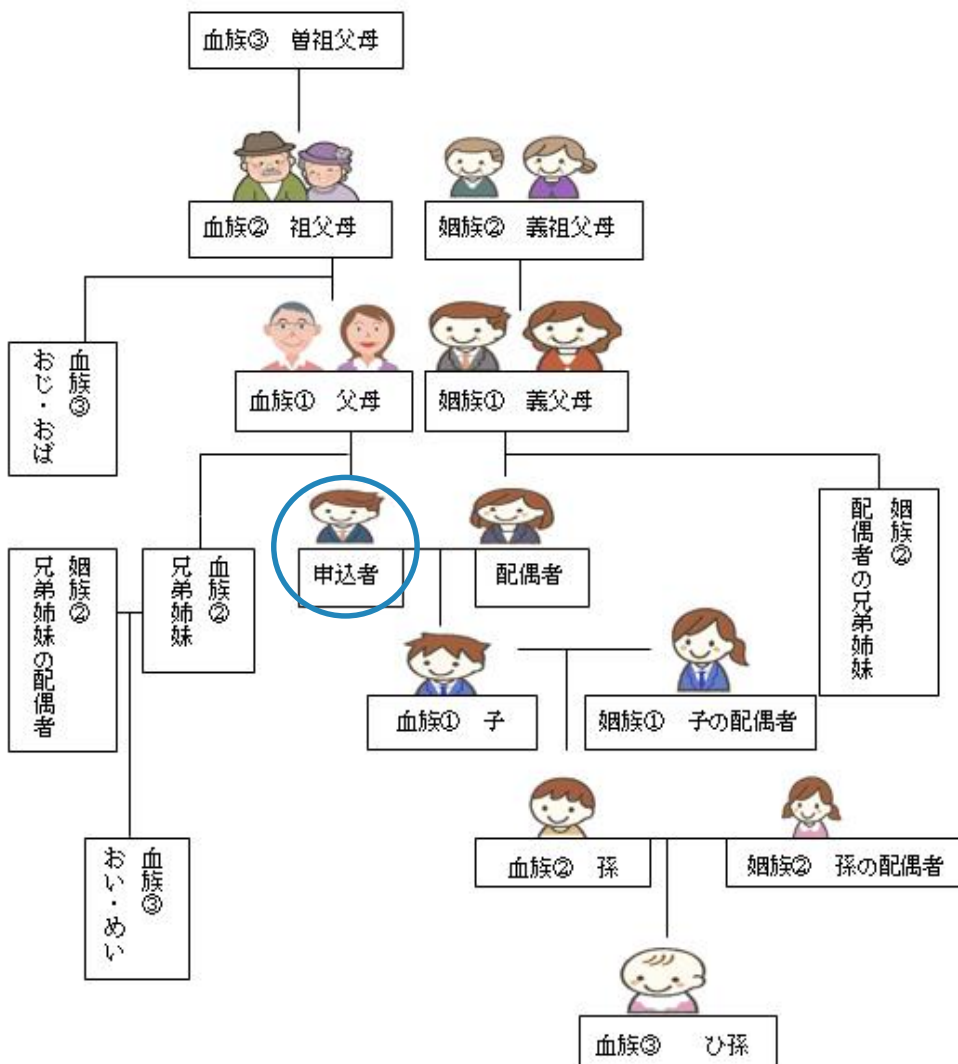 血族③　曽祖父母
血族②　祖父母
姻族②　義祖父母
血族③
おじ・おば
血族①　父母
姻族①　義父母
姻族②
兄弟姉妹の配偶者
血族②
兄弟姉妹
申込者
配偶者
姻族②
配偶者の兄弟姉妹
血族①　子
姻族①　子の配偶者
血族③
おい・めい
血族②　孫
姻族②　孫の配偶者
血族③　ひ孫